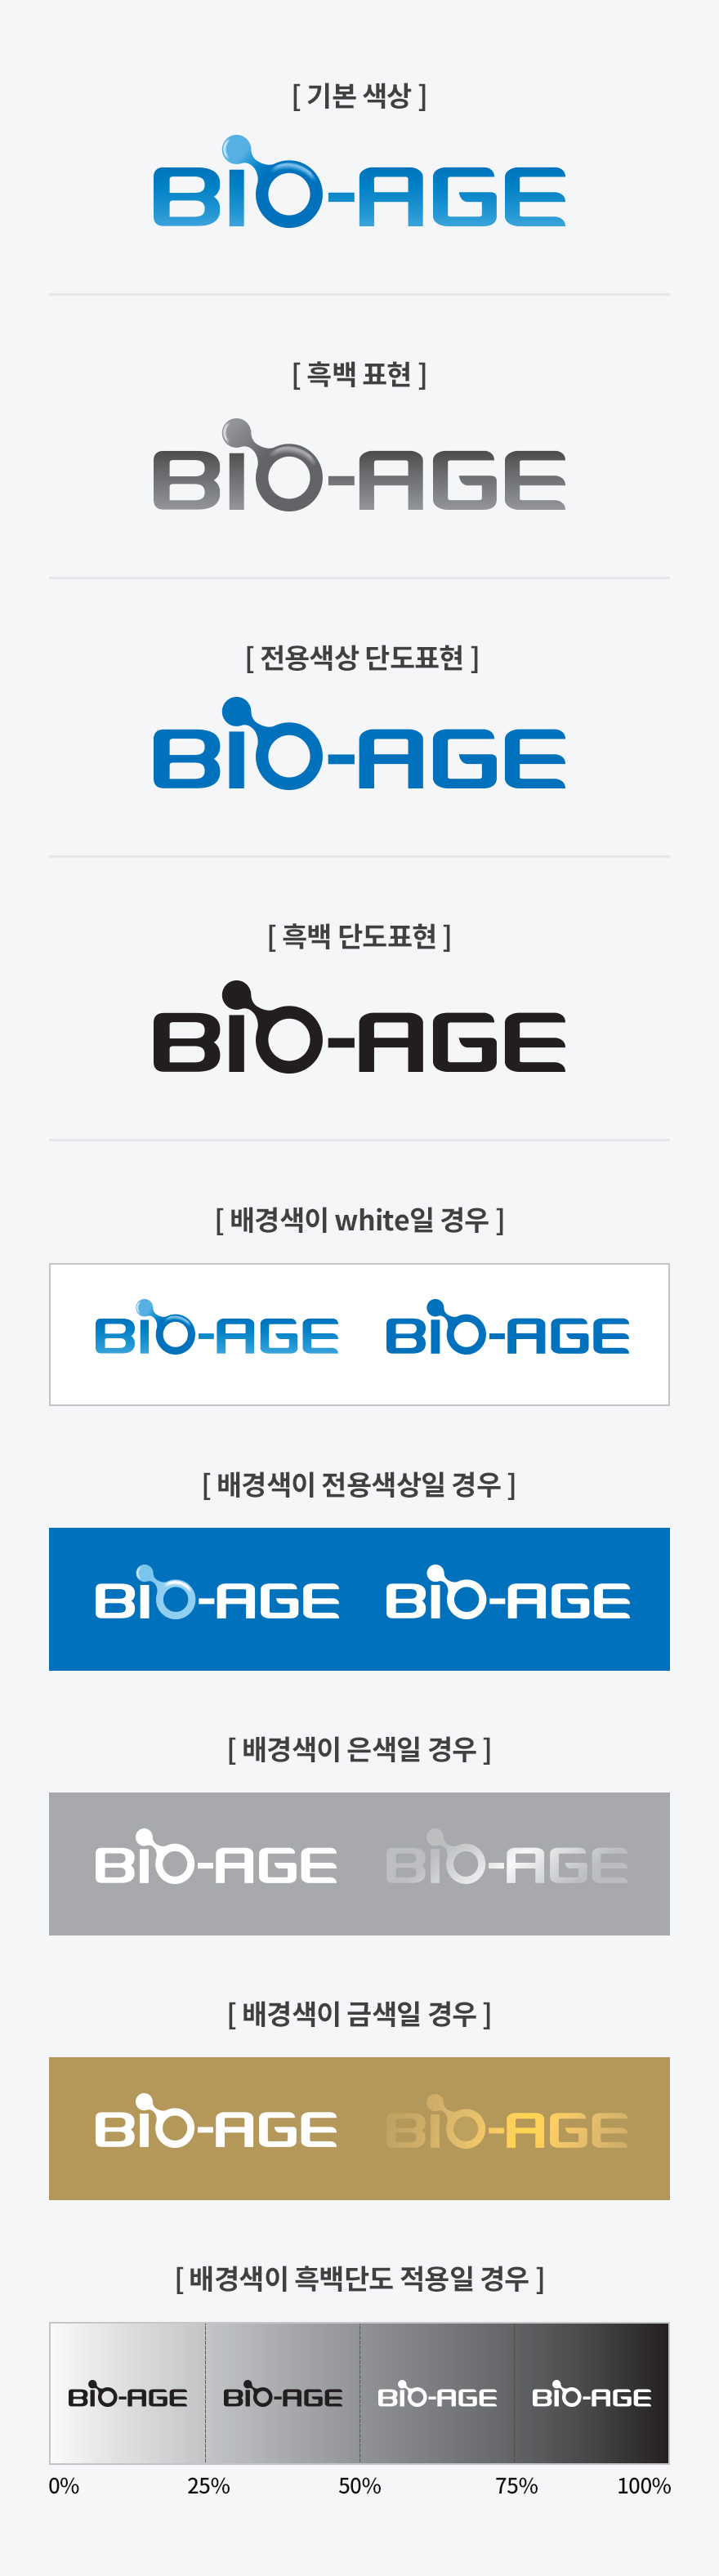 [ 기본 색상 ]
BIO-AGE
[ 흑백 표현 ]
BIO-AGE
[ 전용색상 단도표현 ]
BIO-AGE
[ 흑백 단도표현 ]
BIO-AGE
[ 배경색이 white일 경우 ]
BIO-AGE BIO-AGE
[ 배경색이 전용색상일 경우 ]
BIO-AGE BIO-AGE
[ 배경색이 은색일 경우 ]
BIO-AGE BIO-AGE
[ 배경색이 금색일 경우 ]
BIO-AGE BIO-AGE
[ 배경색이 흑백단도 적용일 경우 ]
BIO-AGE BIO-AGE BIO-AGE BIO-AGE
0% 25% 50% 75% 100%